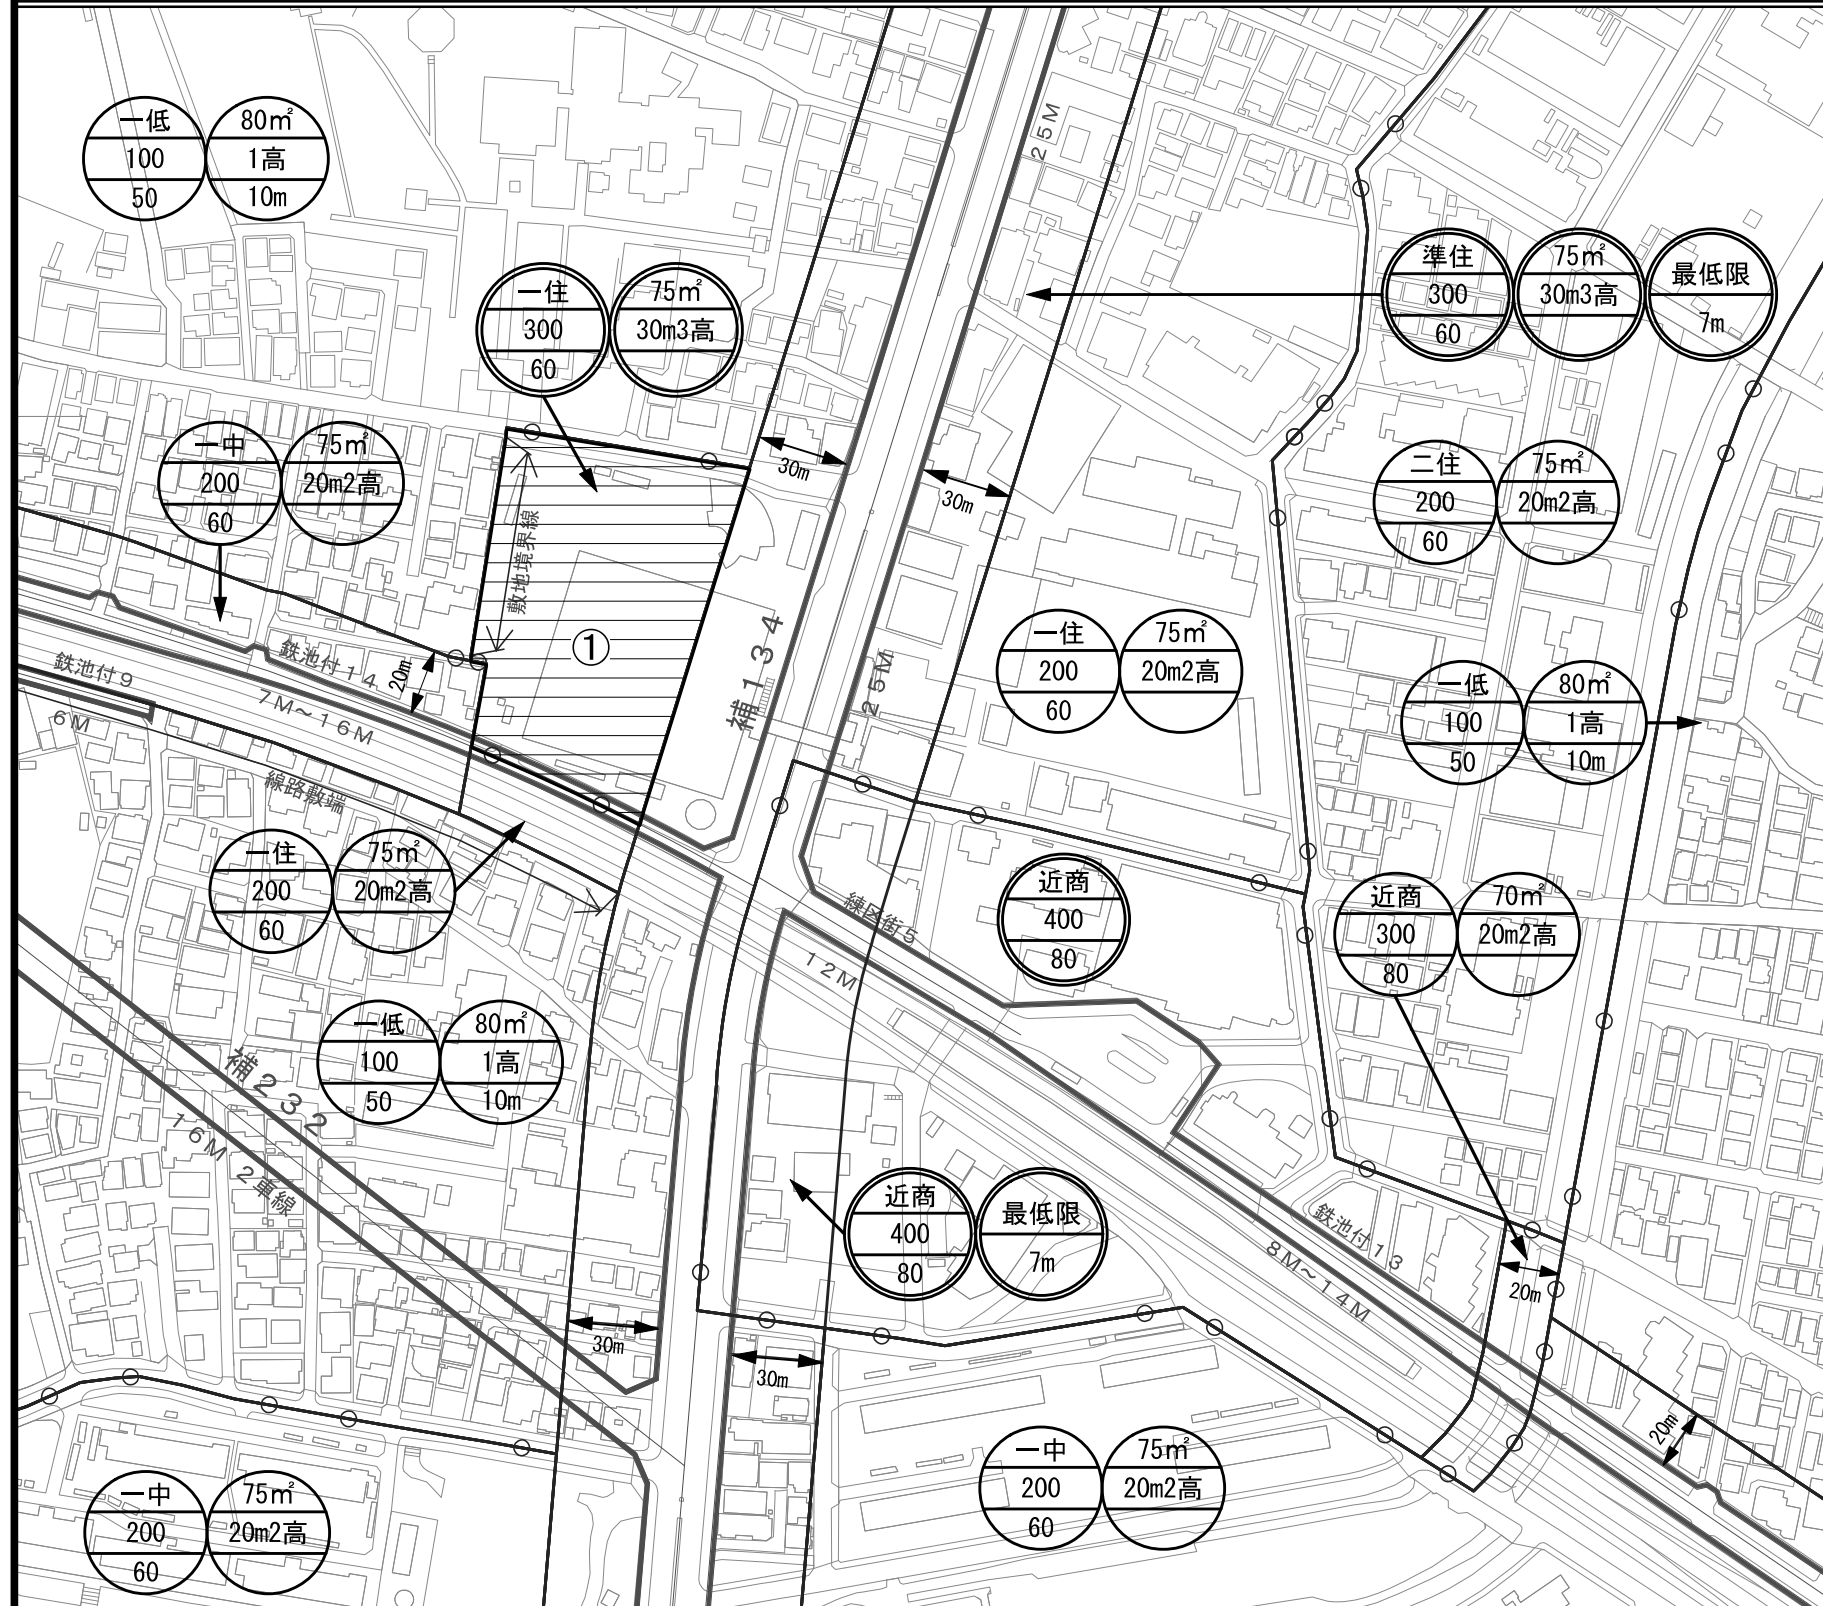 一低
100
50
80㎡
1高
10m
25M
一住
300
60
75㎡
30m3高
準住
300
60
75㎡
30m3高
最低限
7m
一中
200
60
75㎡
20m2高
30m
30m
二住
200
60
75㎡
20m2高
敷地境界線
①
補134
25M
一住
200
60
75㎡
20m2高
一低
100
50
80㎡
1高
10m
鉄池付9
鉄池付14
20m
7M～16M
6M
線路敷端
一住
200
60
75㎡
20m2高
近商
400
80
練区街5
12M
近商
300
80
70㎡
20m2高
一低
100
50
80㎡
1高
10m
補232
16M 2車線
近商
400
80
最低限
7m
鉄池付13
8M～14M
20m
30m
30m
20m
一中
200
60
75㎡
20m2高
一中
200
60
75㎡
20m2高